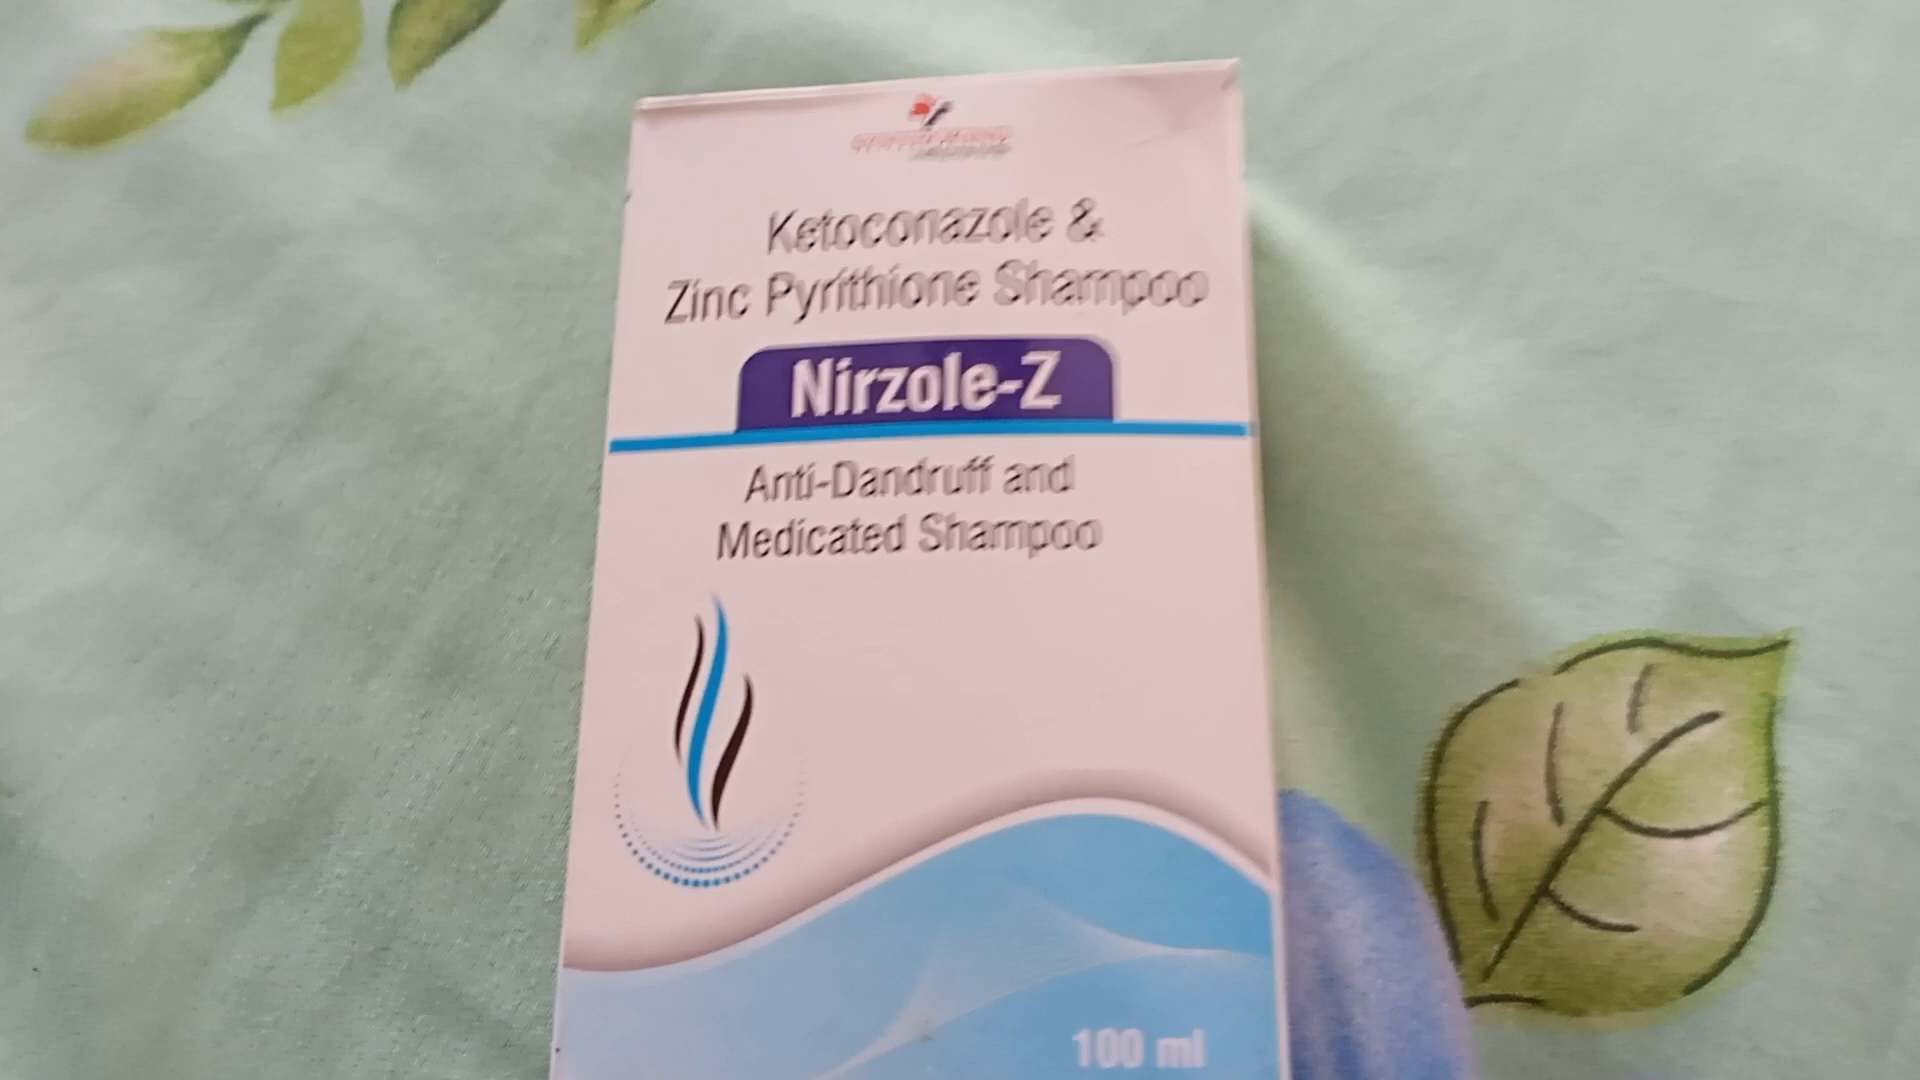 Ketoconazole &
Zinc Pyrithione Shampoo
Nirzole-Z
Anti-Dandruff and
Medicated Shampoo
100 ml